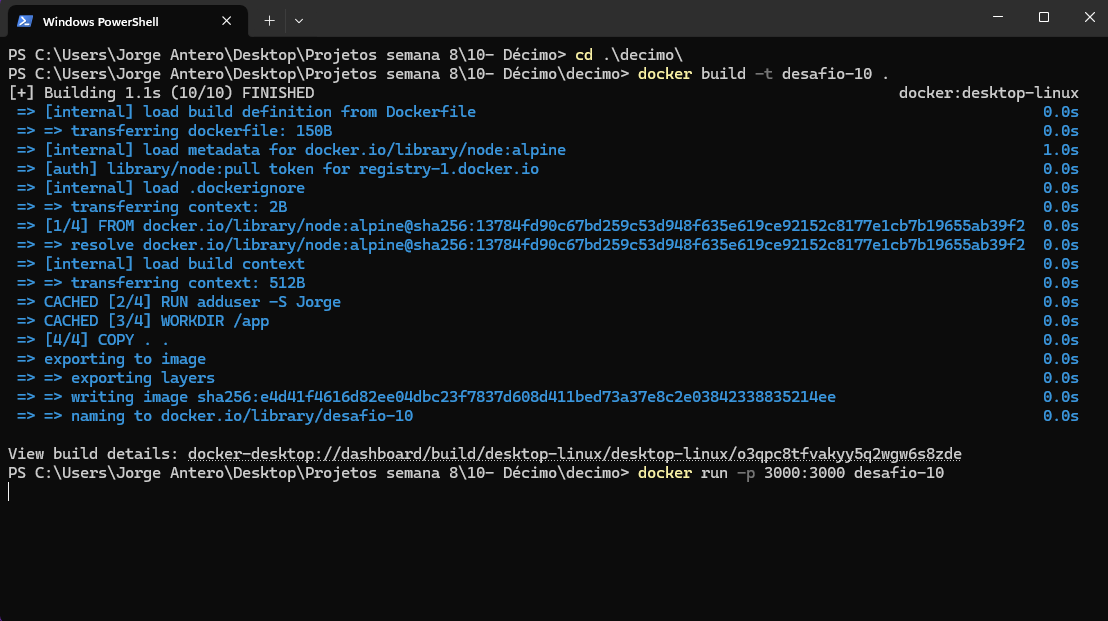 Windows PowerShell
PS C:\Users\Jorge Antero\Desktop\Projetos semana 8\10- Décimo> cd .\decimo\
PS C:\Users\Jorge Antero\Desktop\Projetos semana 8\10- Décimo\decimo> docker build -t desafio-10 .
[+] Building 1.1s (10/10) FINISHED docker:desktop-linux
=> [internal] load build definition from Dockerfile 0.0s
=> => transferring dockerfile: 150B 0.0s
=> [internal] load metadata for docker.io/library/node:alpine 1.0s
=> [auth] library/node:pull token for registry-1.docker.io 0.0s
=> [internal] load .dockerignore 0.0s
=> => transferring context: 2B 0.0s
=> [1/4] FROM docker.io/library/node:alpine@sha256:13784fd90c67bd259c53d948f635e619ce92152c8177e1cb7b19655ab39f2 0.0s
=> => resolve docker.io/library/node:alpine@sha256:13784fd90c67bd259c53d948f635e619ce92152c8177e1cb7b19655ab39f2 0.0s
=> [internal] load build context 0.0s
=> => transferring context: 512B 0.0s
=> CACHED [2/4] RUN adduser -S Jorge 0.0s
=> CACHED [3/4] WORKDIR /app 0.0s
=> [4/4] COPY . . 0.0s
=> exporting to image 0.0s
=> => exporting layers 0.0s
=> => writing image sha256:e4d41f4616d82ee04dbc23f7837d608d411bed73a37e8c2e03842338835214ee 0.0s
=> => naming to docker.io/library/desafio-10 0.0s
View build details: docker-desktop://dashboard/build/desktop-linux/desktop-linux/o3qpc8tfvakyy5q2wgw6s8zde
PS C:\Users\Jorge Antero\Desktop\Projetos semana 8\10- Décimo\decimo> docker run -p 3000:3000 desafio-10